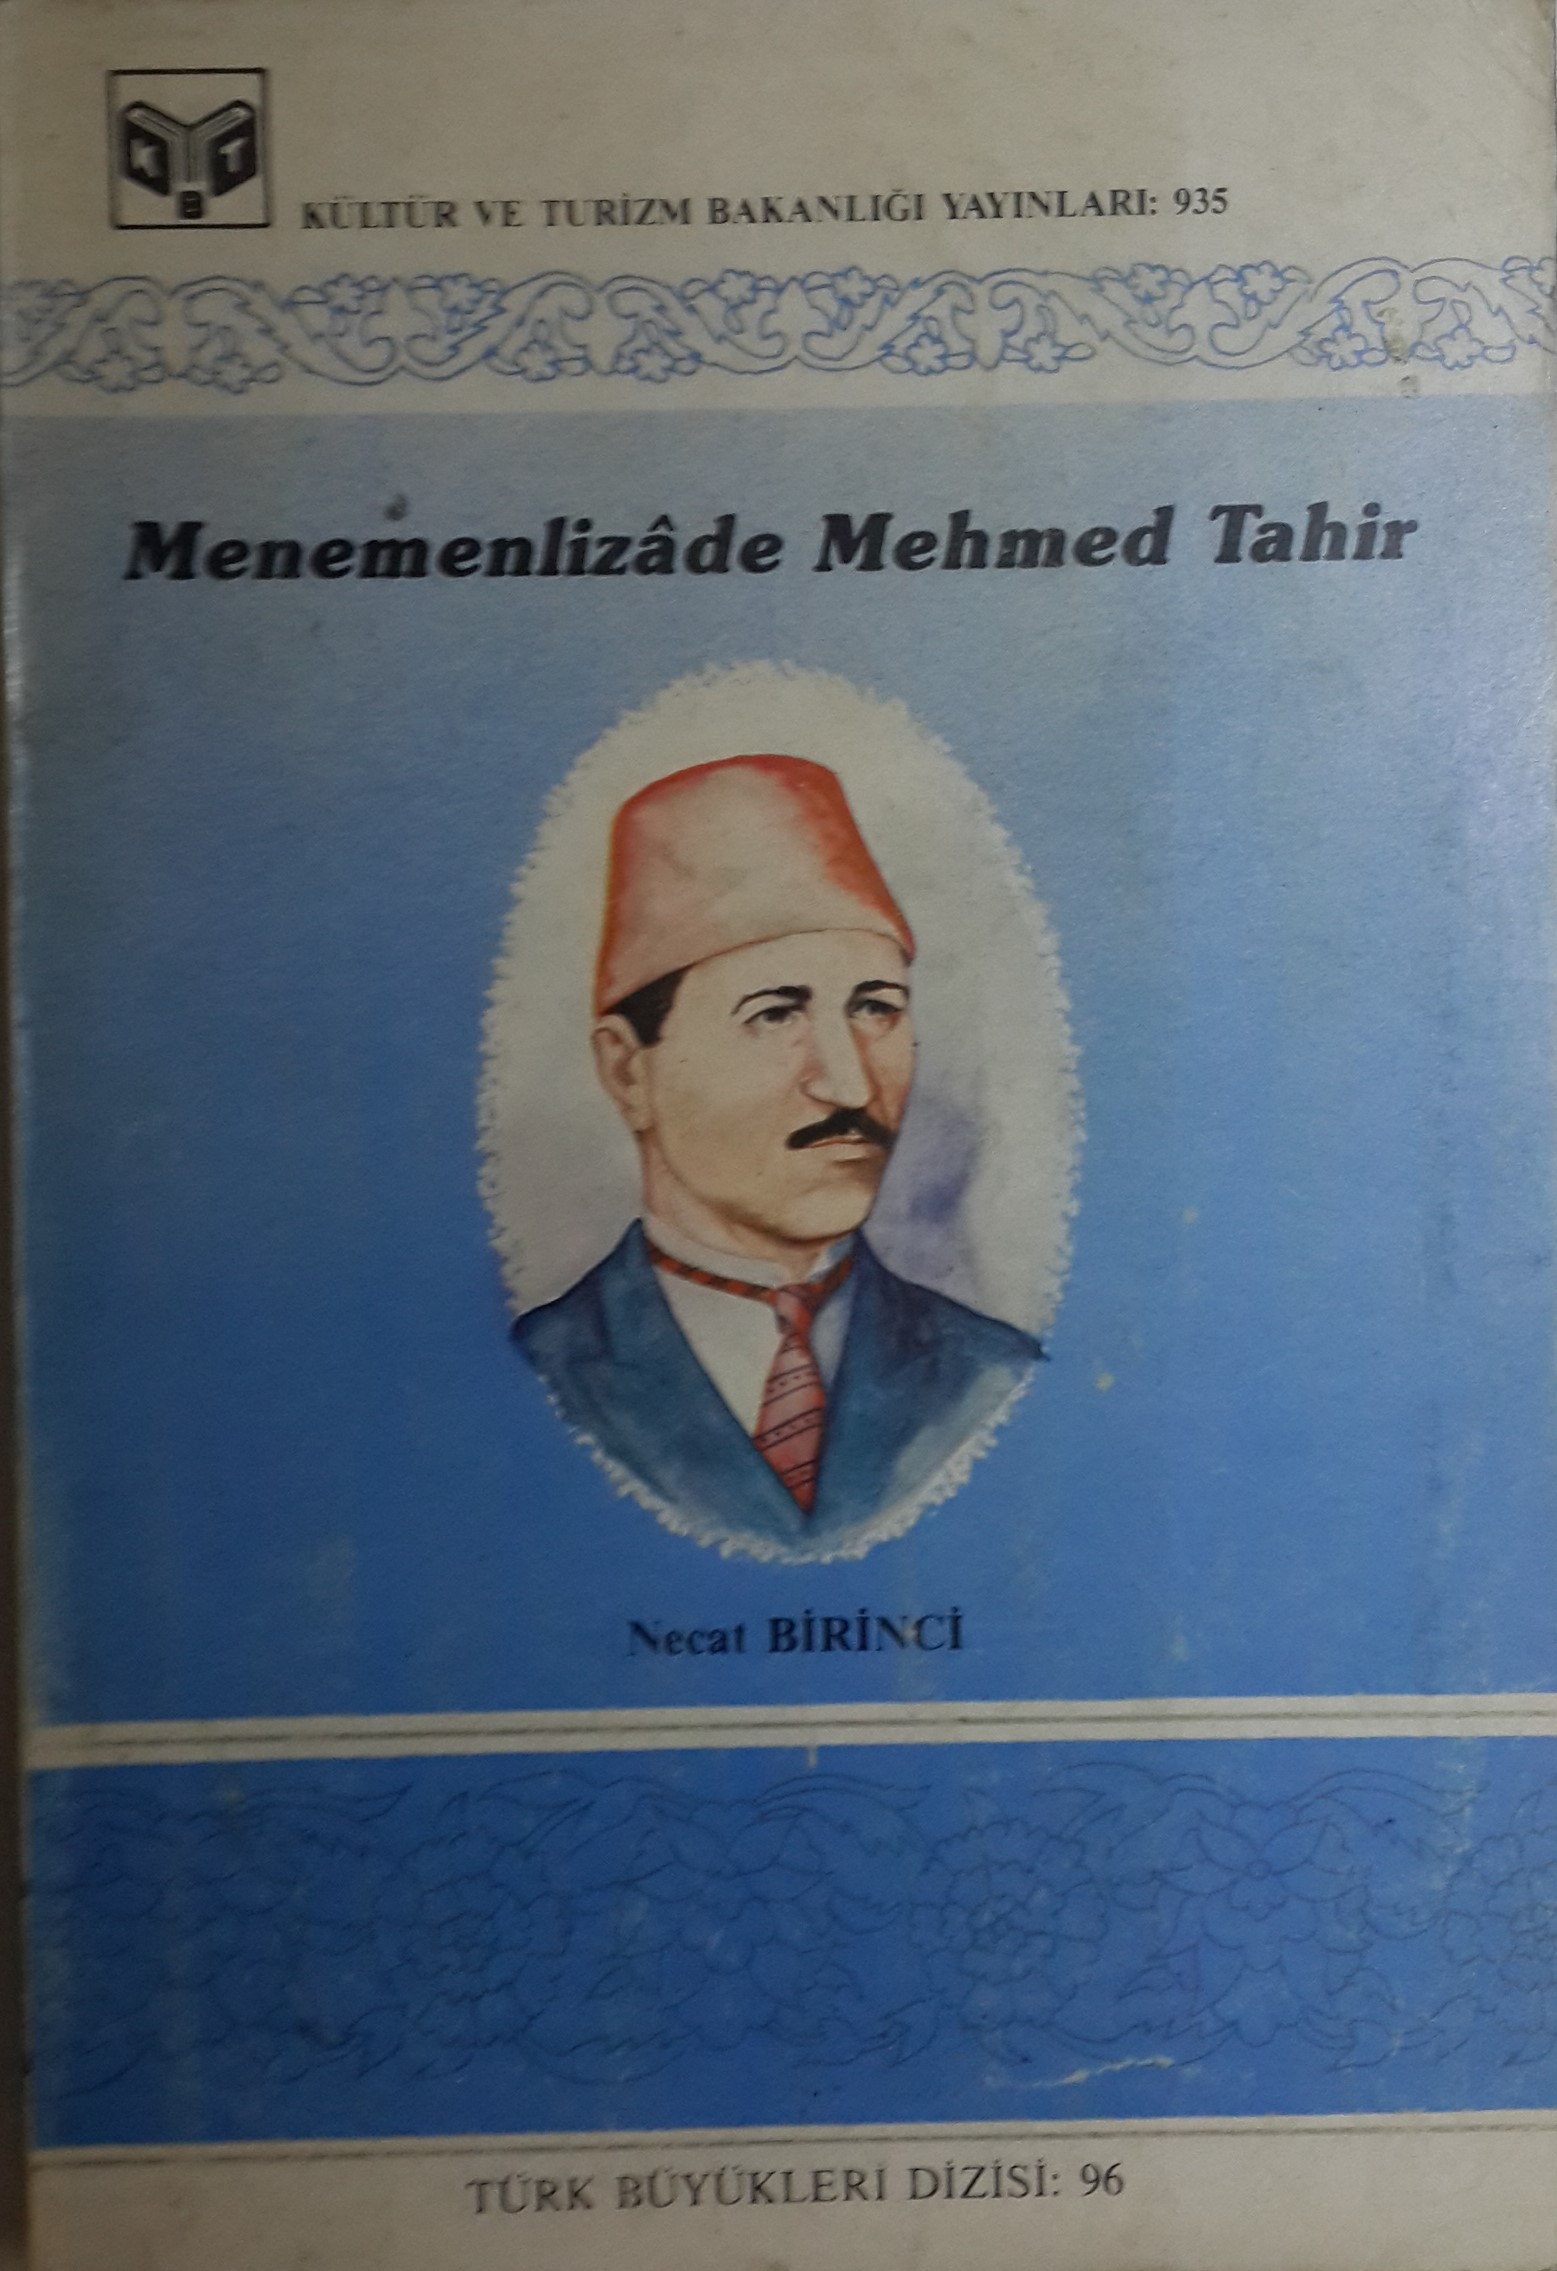 K T
B
KÜLTÜR VE TURİZM BAKANLIĞI YAYINLARI: 935
Menemenlizâde Mehmed Tahir
Necat BİRİNCİ
TÜRK BÜYÜKLERİ DİZİSİ: 96